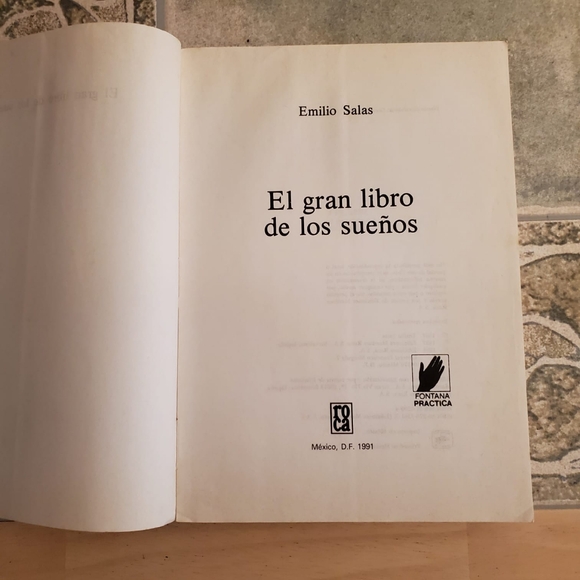 Emilio Salas
El gran libro
de los sueños
FONTANA
PRACTICA
roca
México, D.F. 1991